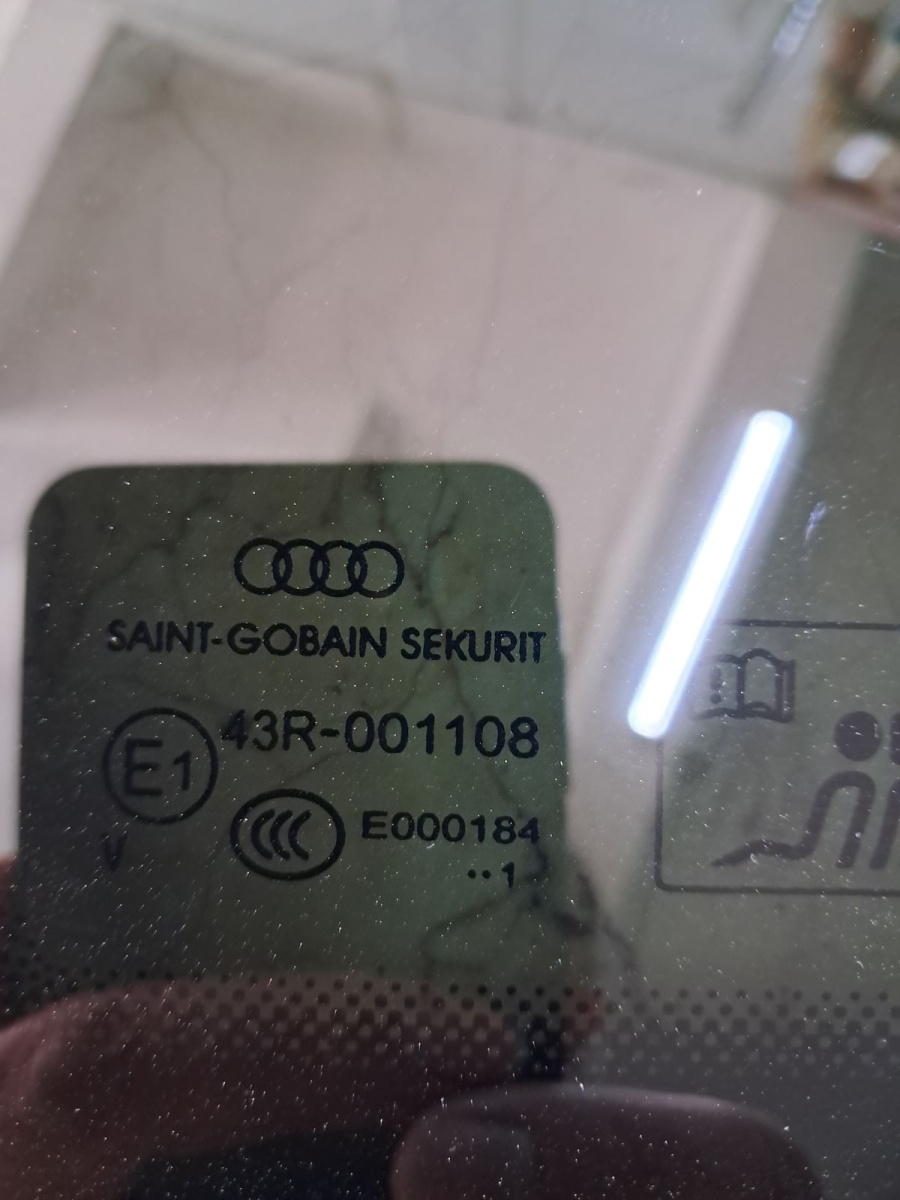 SAINT-GOBAIN SEKURIT
E1 43R-001108
V CCC E000184
··1